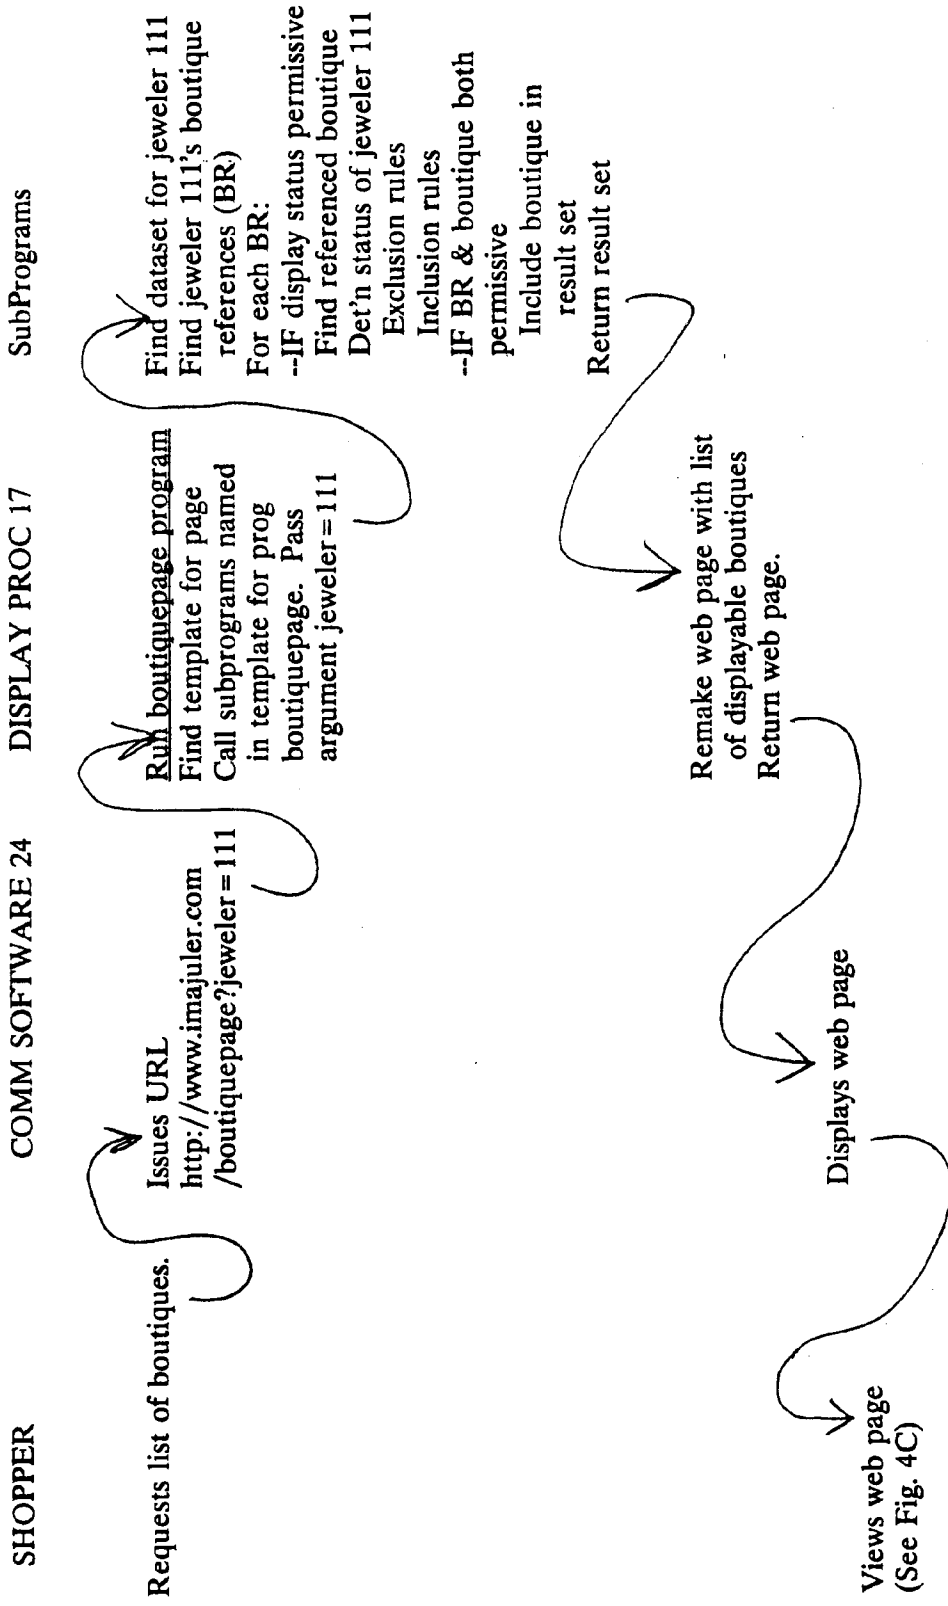 SHOPPER
COMM SOFTWARE 24
DISPLAY PROC 17
SubPrograms
Requests list of boutiques.
Issues URL
http://www.imajuler.com
/boutiquepage?jeweler=111
Run boutiquepage program
Find template for page
Call subprograms named
in template for prog
boutiquepage. Pass
argument jeweler=111
Find dataset for jeweler 111
Find jeweler 111's boutique
references (BR)
For each BR:
--IF display status permissive
Find referenced boutique
Det'n status of jeweler 111
Exclusion rules
Inclusion rules
--IF BR & boutique both
permissive
Include boutique in
result set
Return result set
Remake web page with list
of displayable boutiques
Return web page.
Displays web page
Views web page
(See Fig. 4C)